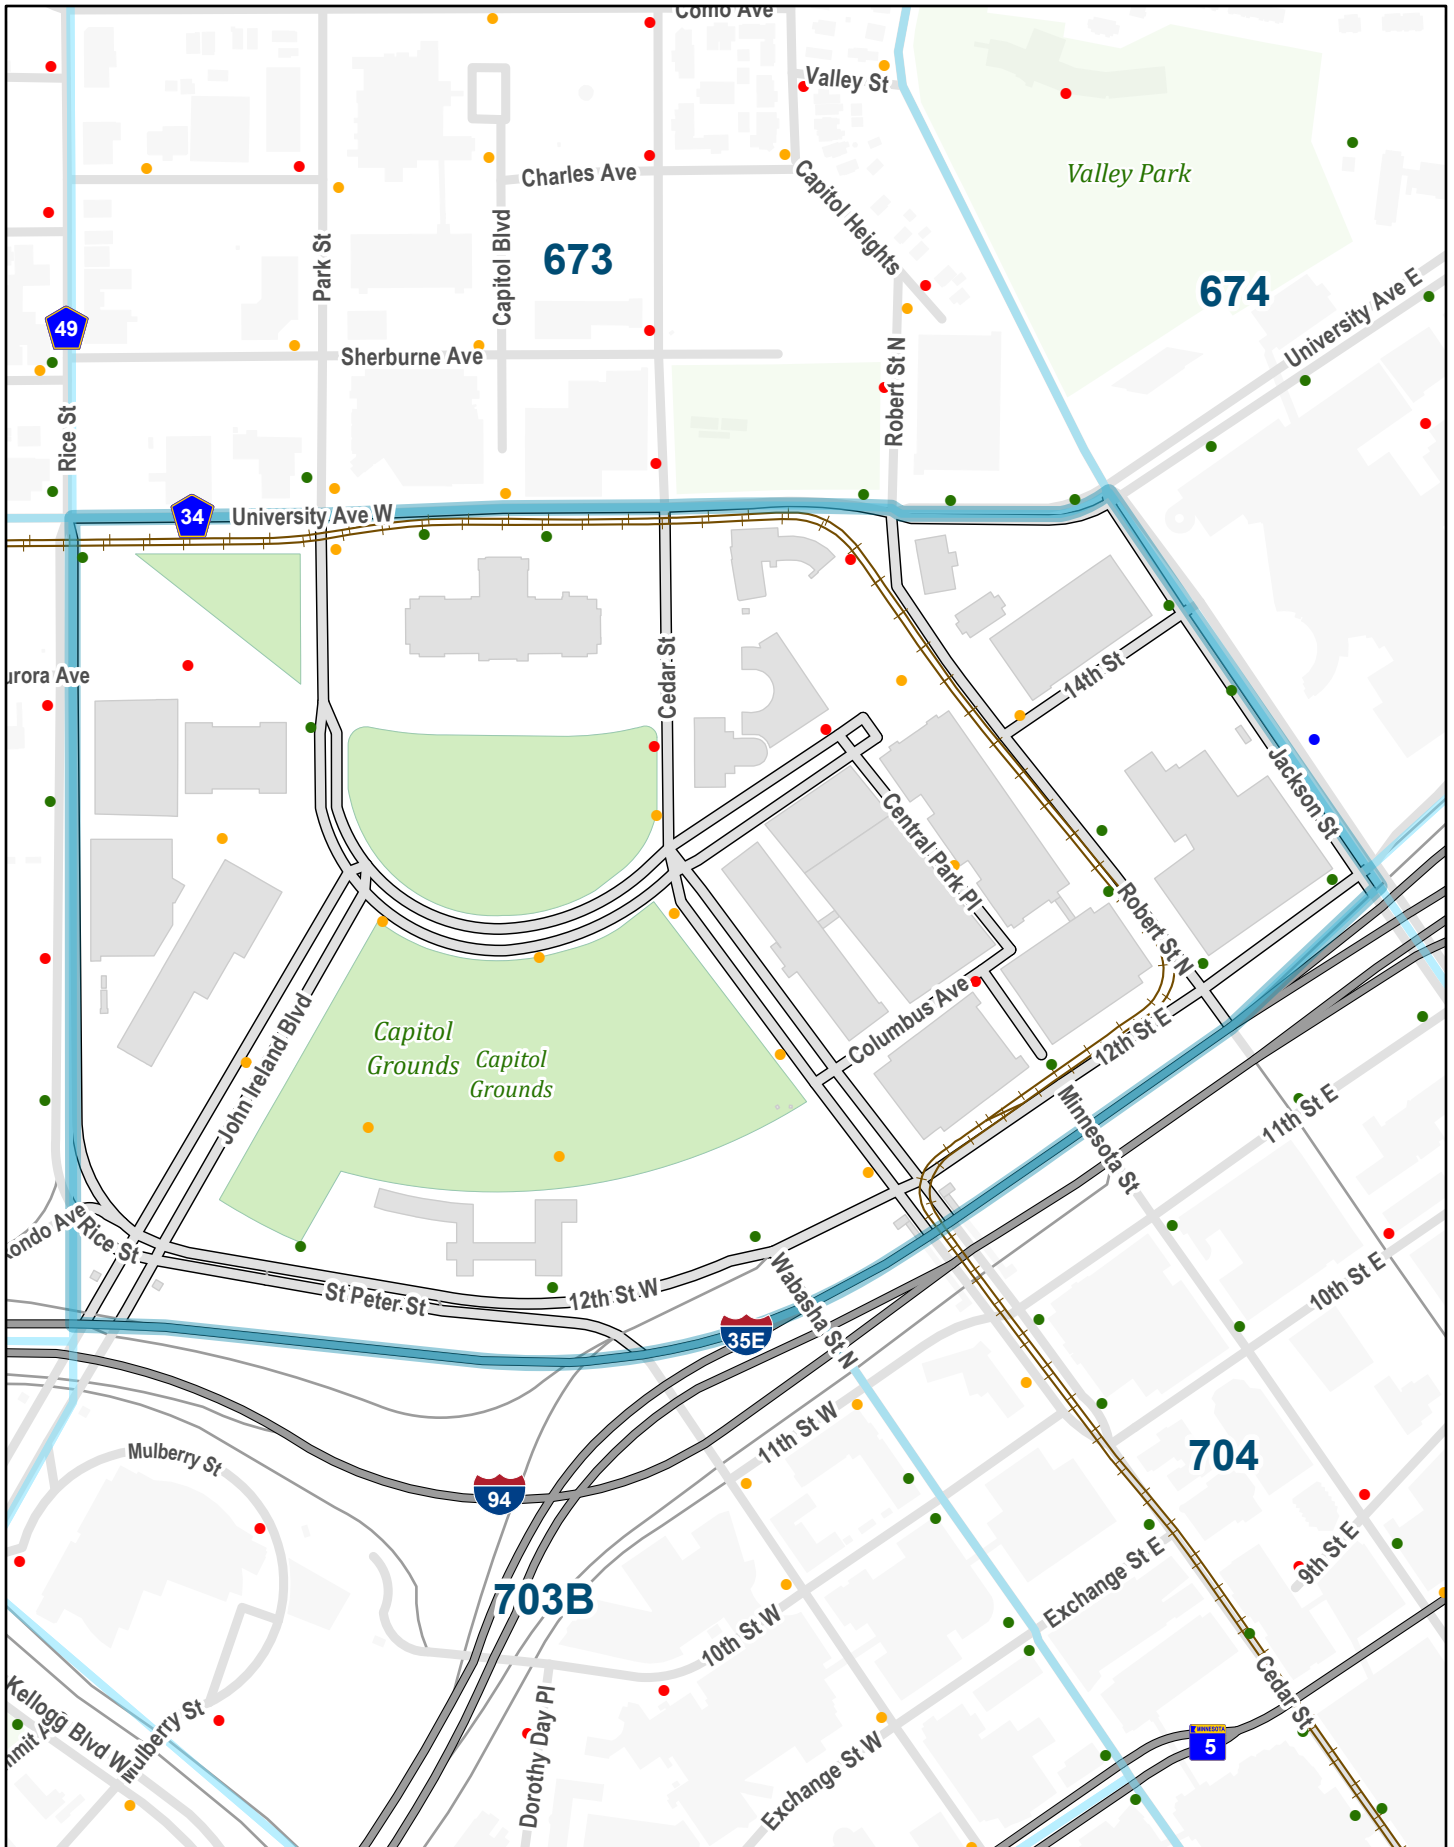 Como Ave
Valley St
Valley Park
Charles Ave
Capitol Heights
Capitol Blvd
Park St
673
674
University Ave E
49
Sherburne Ave
Robert St N
Rice St
34
University Ave W
Cedar St
14th St
Jackson St
Central Park Pl
Robert St N
Columbus Ave
12th St E
John Ireland Blvd
Capitol
Grounds
Capitol
Grounds
Minnesota St
11th St E
Rice St
St Peter St
12th St W
Wabasha St N
10th St E
35E
11th St W
Mulberry St
94
704
703B
9th St E
Exchange St E
10th St W
Cedar St
Kellogg Blvd W
Mulberry St
Dorothy Day Pl
Exchange St W
MINNESOTA
5